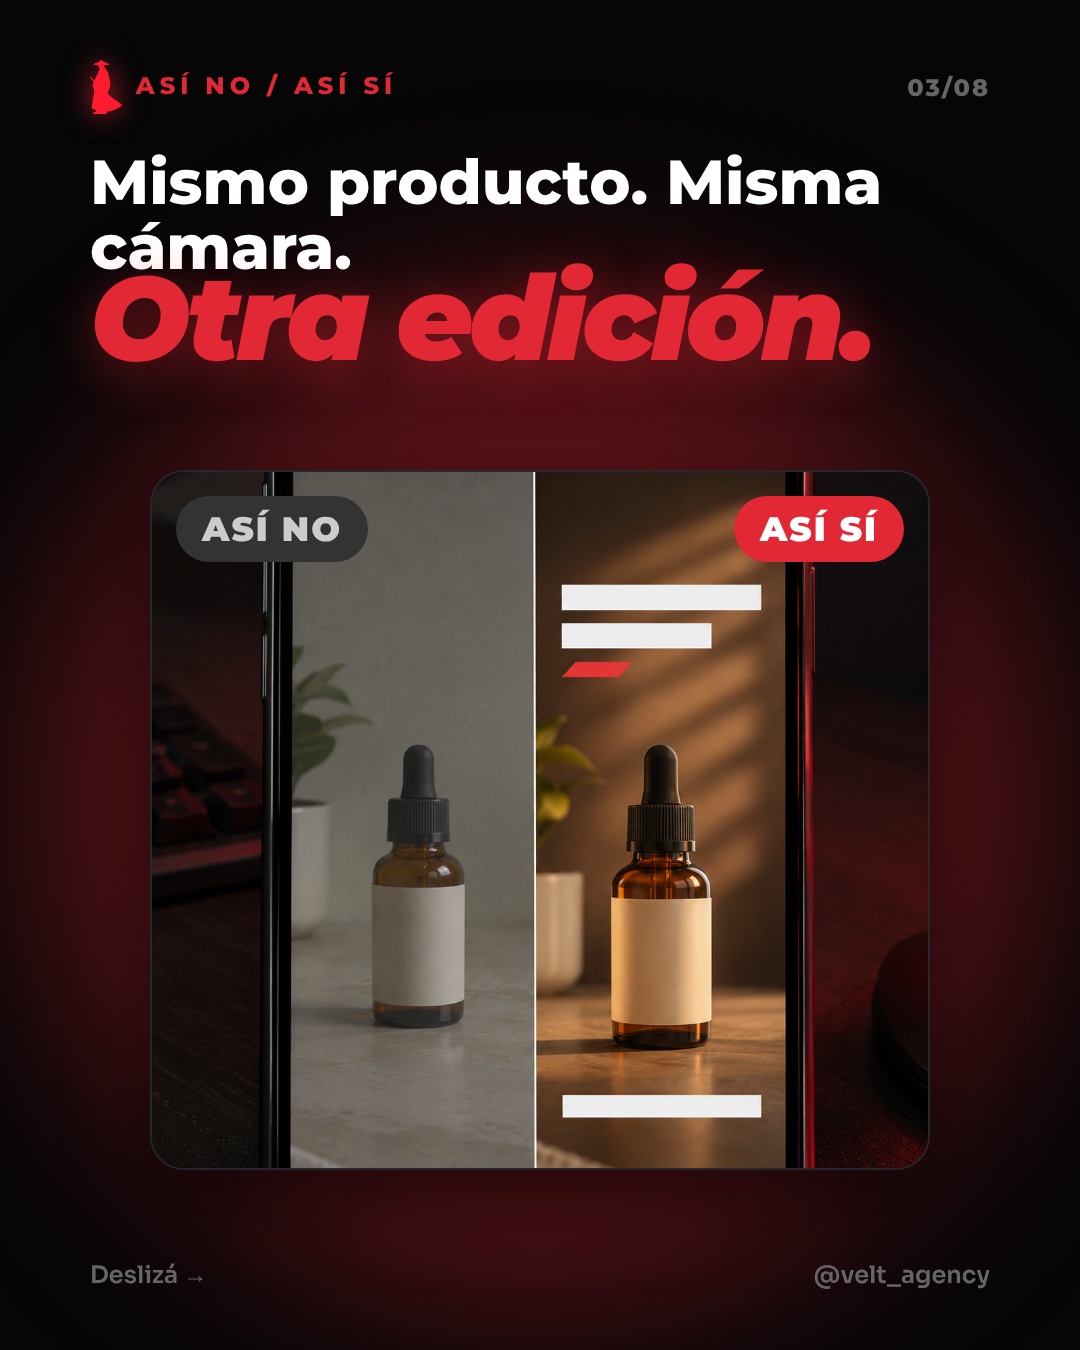 ASÍ NO / ASÍ SÍ
03/08
Mismo producto. Misma
cámara.
Otra edición.
ASÍ NO
ASÍ SÍ
Deslizá →
@velt_agency